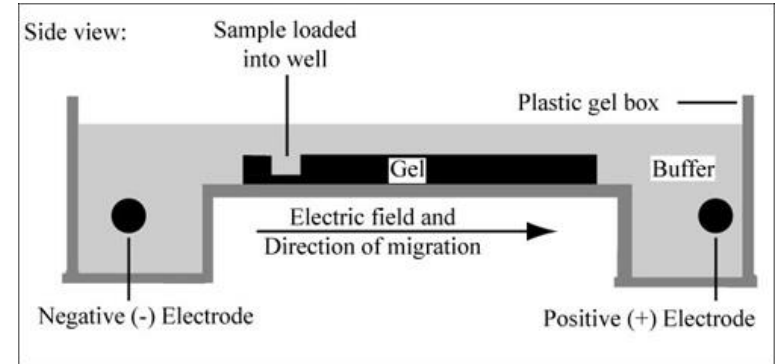 Side view:
Sample loaded
into well
Plastic gel box
Gel
Buffer
Electric field and
Direction of migration
Negative (-) Electrode
Positive (+) Electrode